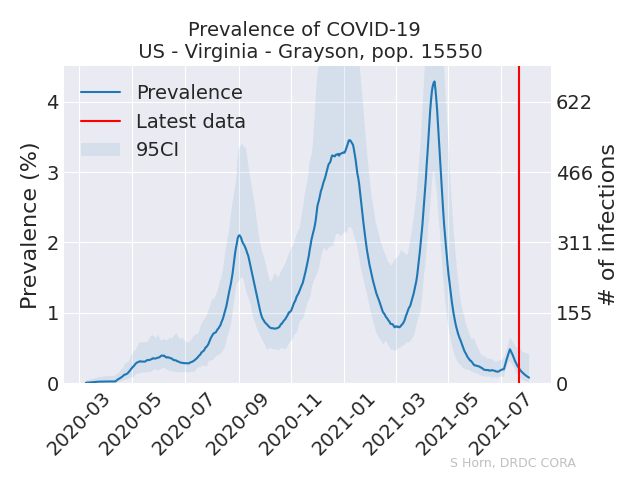 Prevalence of COVID-19
US - Virginia - Grayson, pop. 15550
Prevalence
Latest data
95CI
Prevalence (%)
4
3
2
1
0
622
466
311
155
0
# of infections
2020-03
2020-05
2020-07
2020-09
2020-11
2021-01
2021-03
2021-05
2021-07
S Horn, DRDC CORA